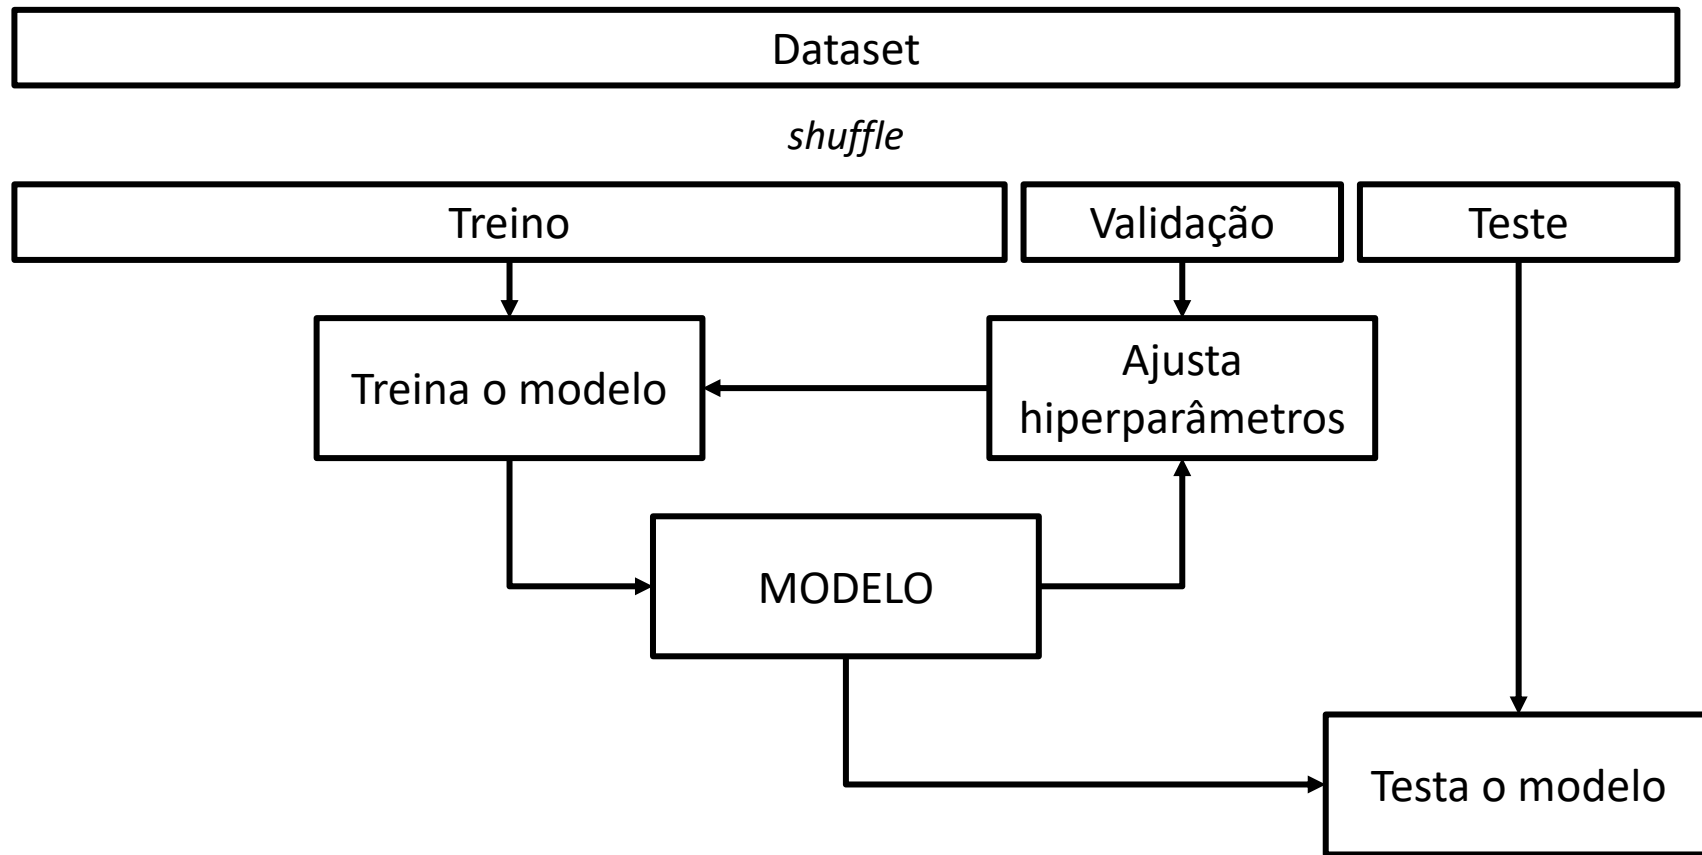 Dataset
shuffle
Treino
Validação
Teste
Treina o modelo
Ajusta
hiperparâmetros
MODELO
Testa o modelo